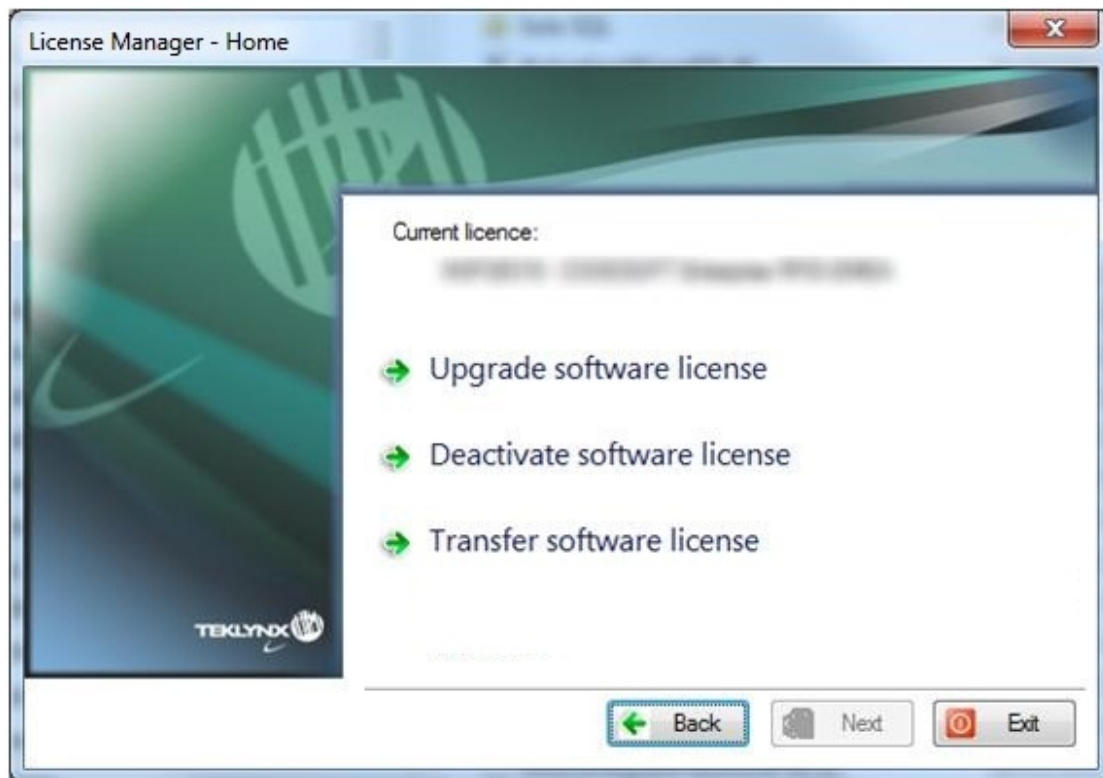 License Manager - Home
Current licence:
Upgrade software license
Deactivate software license
Transfer software license
TEKLYNX
Back
Next
Exit